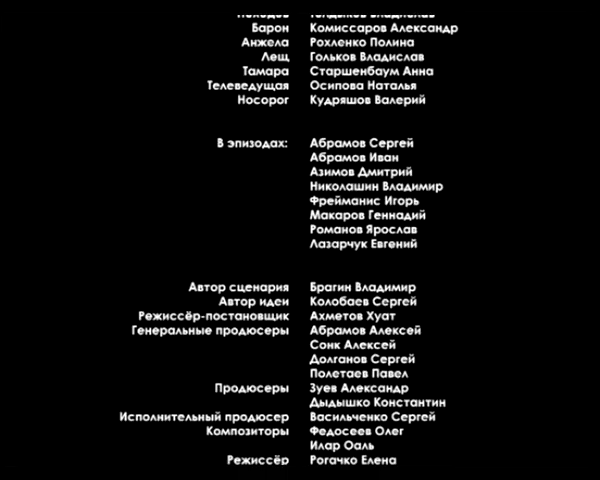 Барон Комиссаров Александр
Анжела Рохленко Полина
Лещ Гольков Владислав
Тамара Старшенбаум Анна
Телеведущая Осипова Наталья
Носорог Кудряшов Валерий
В эпизодах: Абрамов Сергей
Абрамов Иван
Азимов Дмитрий
Николашин Владимир
Фрейманис Игорь
Макаров Геннадий
Романов Ярослав
Лазарчук Евгений
Автор сценария Брагин Владимир
Автор идеи Колобаев Сергей
Режиссёр-постановщик Ахметов Хуат
Генеральные продюсеры Абрамов Алексей
Сонк Алексей
Долганов Сергей
Полетаев Павел
Продюсеры Зуев Александр
Дыдышко Константин
Исполнительный продюсер Васильченко Сергей
Композиторы Федосеев Олег
Илар Оаль
Режиссёр Рогачко Елена